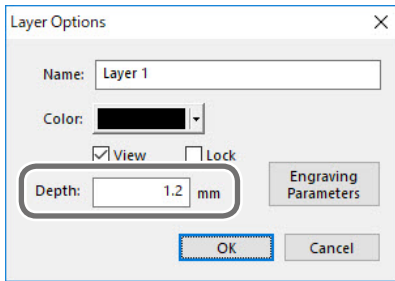 Layer Options
Name: Layer 1
Color:
View Lock
Depth: 1.2 mm
Engraving
Parameters
OK Cancel